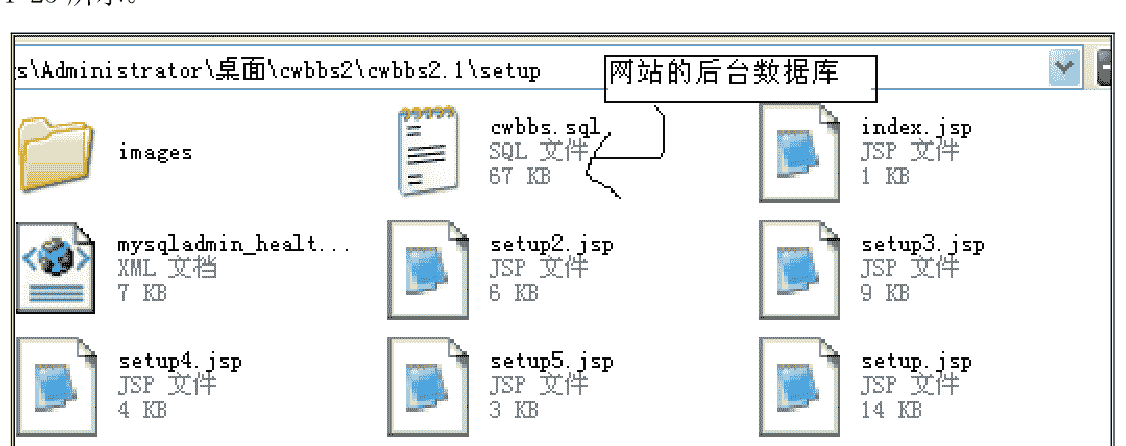 s\Administrator\桌面\cwbbs2\cwbbs2.1\setup
网站的后台数据库
images
cwbbs.sql
SQL 文件
67 KB
index.jsp
JSP 文件
1 KB
mysqladmin_healt...
XML 文档
7 KB
setup2.jsp
JSP 文件
6 KB
setup3.jsp
JSP 文件
9 KB
setup4.jsp
JSP 文件
4 KB
setup5.jsp
JSP 文件
3 KB
setup.jsp
JSP 文件
14 KB